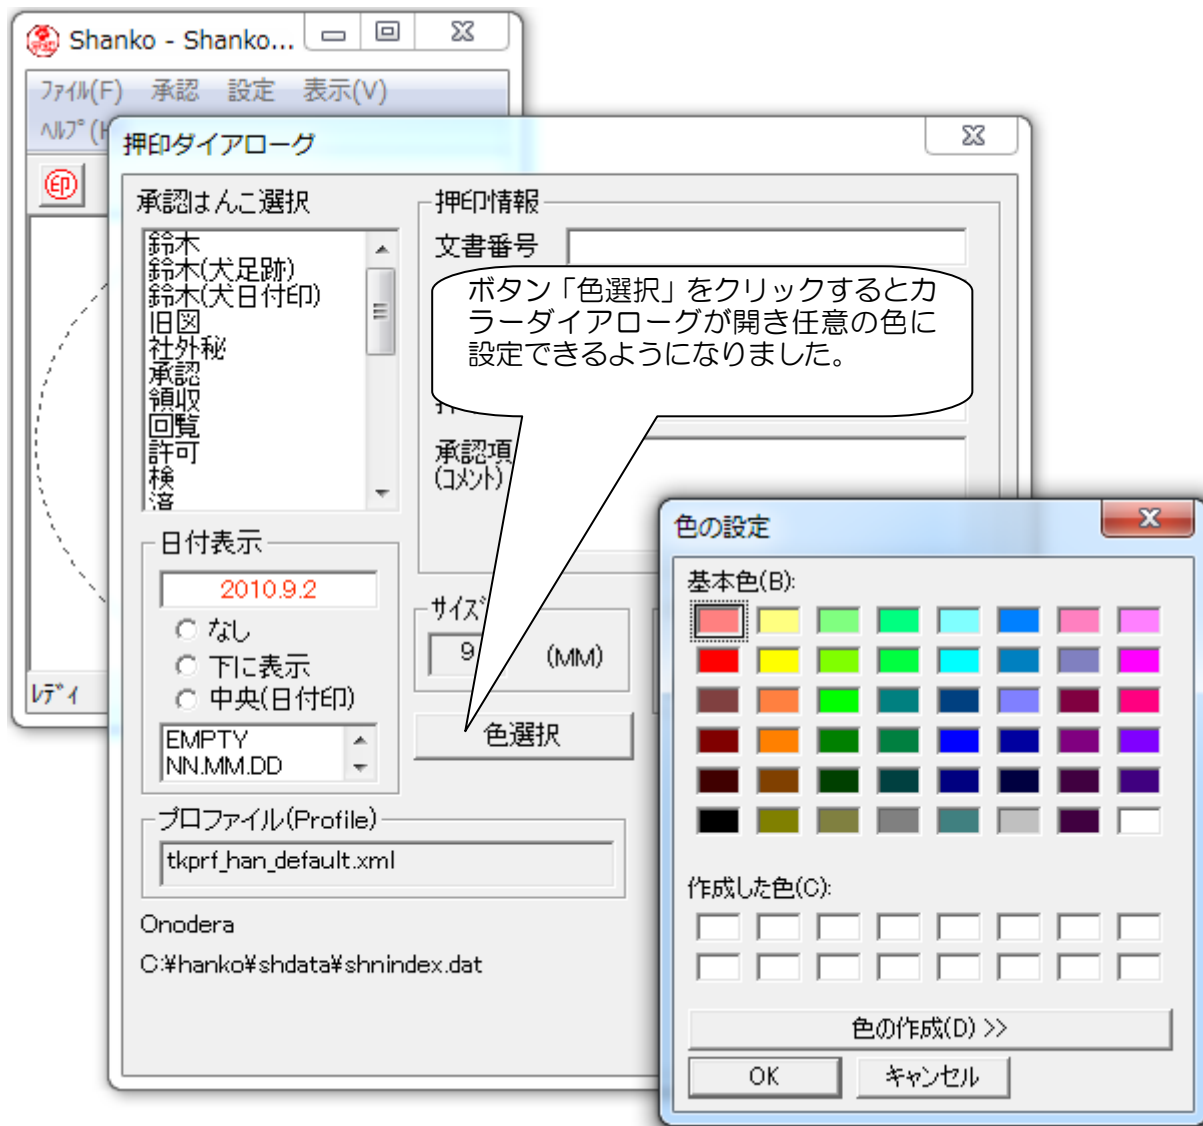 Shanko - Shanko...
ﾌｧｲﾙ(F) 承認 設定 表示(V)
ﾍﾙﾌﾟ(H
印
押印ダイアローグ
承認はんこ選択
鈴木
鈴木(犬足跡)
鈴木(犬日付印)
旧図
社外秘
承認
領収
回覧
許可
検
済
押印情報
文書番号
ボタン「色選択」をクリックするとカ
ラーダイアローグが開き任意の色に
設定できるようになりました。
承認項
(ｺﾒﾝﾄ)
日付表示
2010.9.2
なし
下に表示
中央(日付印)
EMPTY
NN.MM.DD
ｻｲｽﾞ
9
(MM)
色選択
プロファイル(Profile)
tkprf_han_default.xml
Onodera
C:¥hanko¥shdata¥shnindex.dat
ﾚﾃﾞｨ
色の設定
基本色(B):
作成した色(C):
色の作成(D) >>
OK
キャンセル